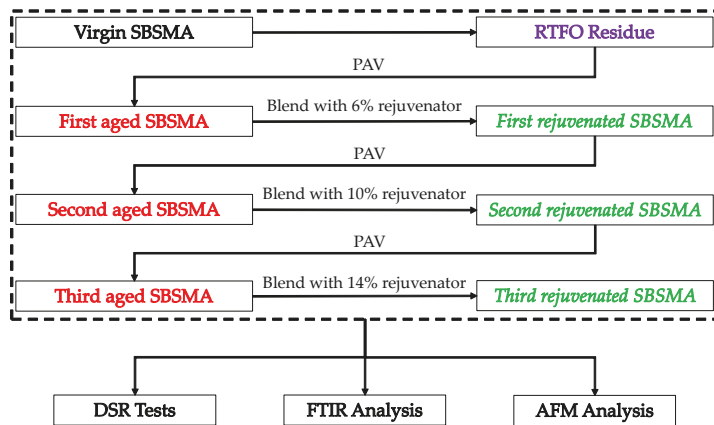 Virgin SBSMA
RTFO Residue
PAV
First aged SBSMA
Blend with 6% rejuvenator
First rejuvenated SBSMA
PAV
Second aged SBSMA
Blend with 10% rejuvenator
Second rejuvenated SBSMA
PAV
Third aged SBSMA
Blend with 14% rejuvenator
Third rejuvenated SBSMA
DSR Tests
FTIR Analysis
AFM Analysis